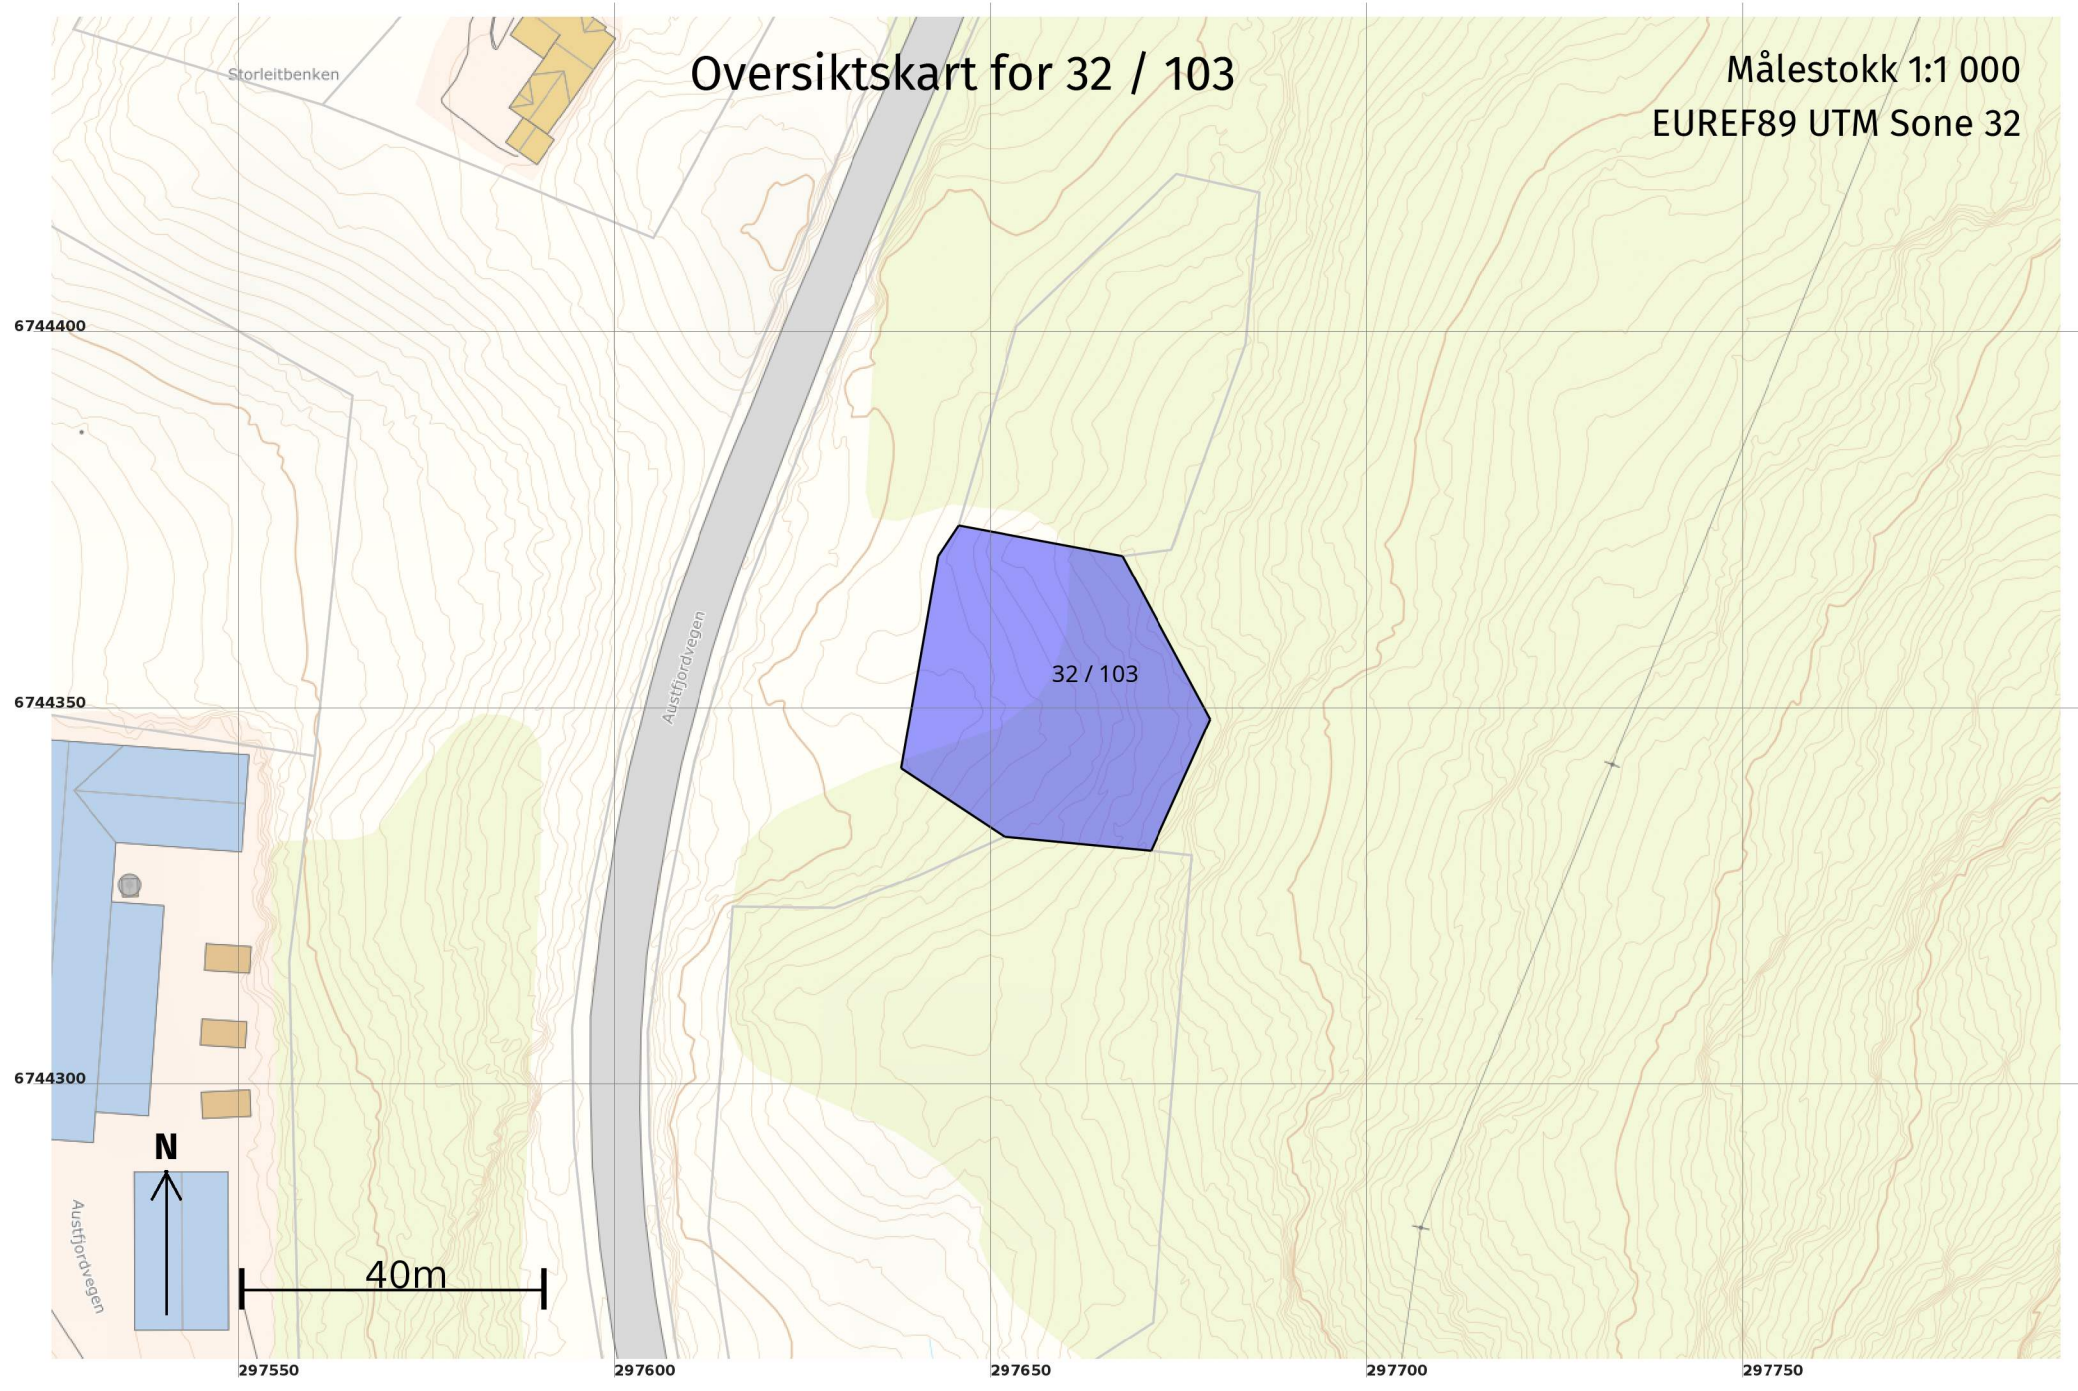 Oversiktskart for 32 / 103
Målestokk 1:1 000
EUREF89 UTM Sone 32
Storleitbenken
6744400
Austfjordvegen
32 / 103
6744350
6744300
N
Austfjordvegen
40m
297550
297600
297650
297700
297750